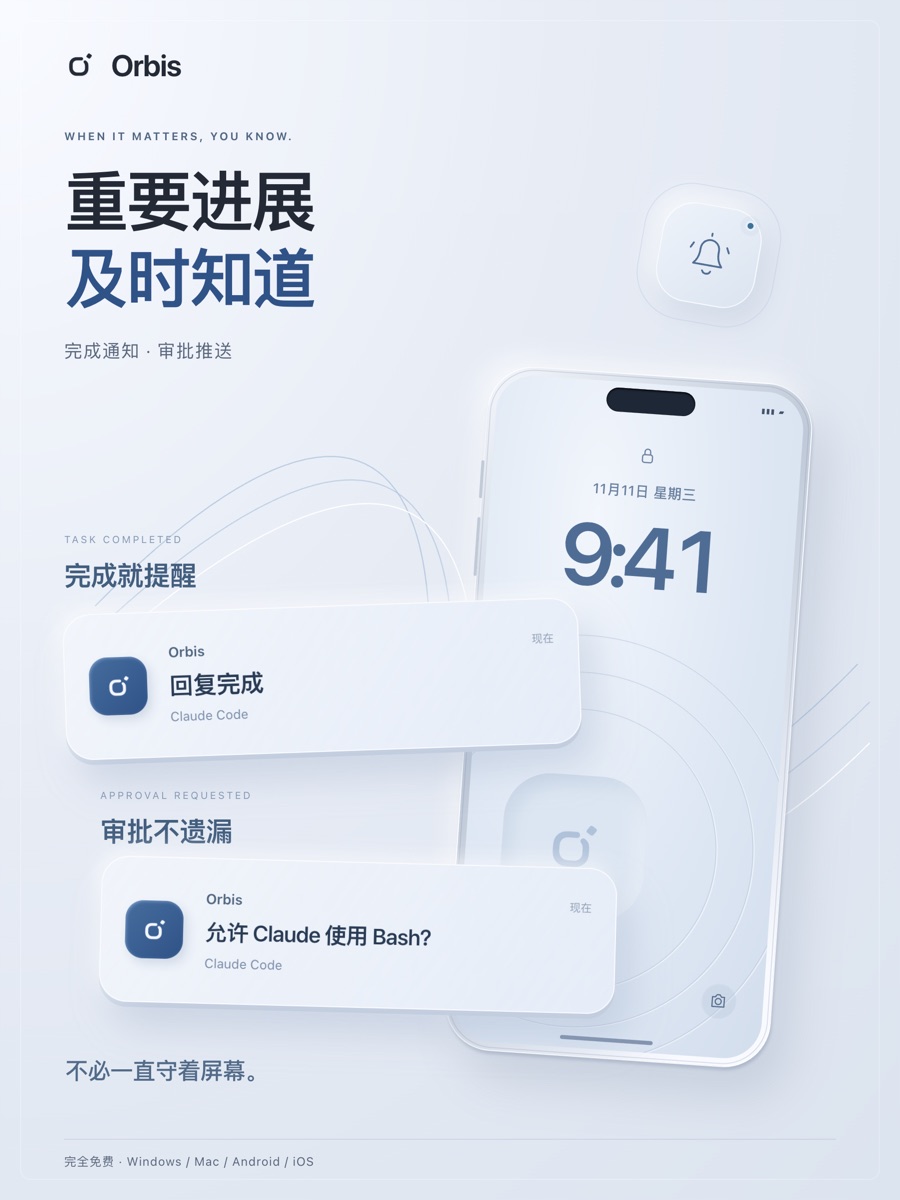 Orbis
WHEN IT MATTERS, YOU KNOW.
重要进展
及时知道
完成通知 · 审批推送
11月11日 星期三
9:41
TASK COMPLETED
完成就提醒
Orbis
现在
回复完成
Claude Code
APPROVAL REQUESTED
审批不遗漏
Orbis
现在
允许 Claude 使用 Bash?
Claude Code
不必一直守着屏幕。
完全免费 · Windows / Mac / Android / iOS